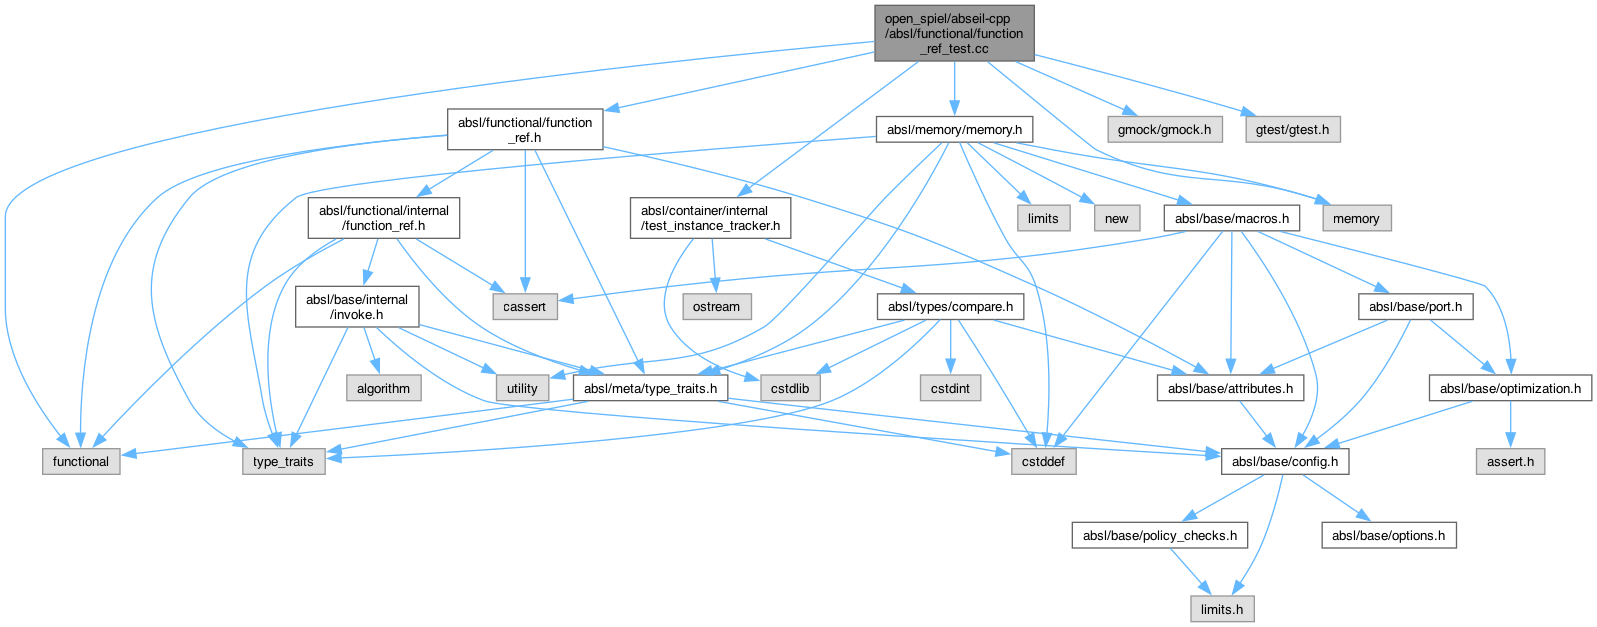 open_spiel/abseil-cpp
/absl/functional/function
_ref_test.cc
absl/functional/function
_ref.h
absl/memory/memory.h
gmock/gmock.h
gtest/gtest.h
absl/functional/internal
/function_ref.h
absl/container/internal
/test_instance_tracker.h
limits
new
absl/base/macros.h
memory
absl/base/internal
/invoke.h
cassert
ostream
absl/types/compare.h
absl/base/port.h
algorithm
utility
absl/meta/type_traits.h
cstdlib
cstdint
absl/base/attributes.h
absl/base/optimization.h
functional
type_traits
cstddef
absl/base/config.h
assert.h
absl/base/policy_checks.h
absl/base/options.h
limits.h